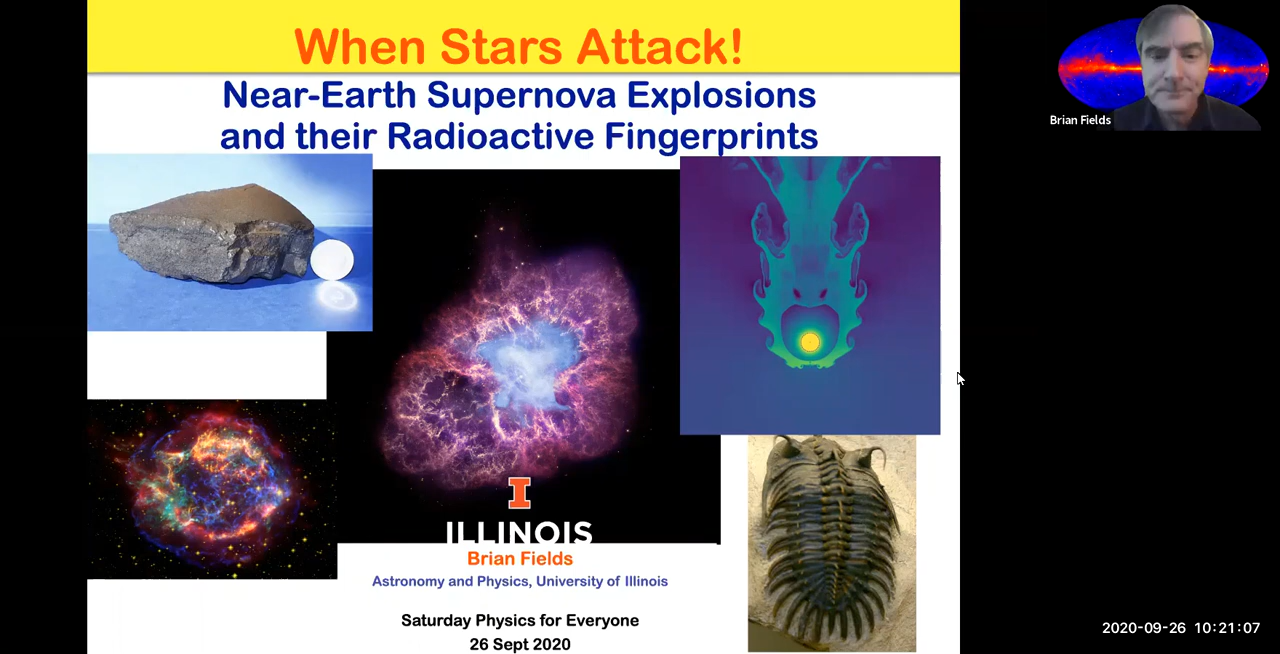 When Stars Attack!
Near-Earth Supernova Explosions
and their Radioactive Fingerprints
Brian Fields
I
ILLINOIS
Brian Fields
Astronomy and Physics, University of Illinois
Saturday Physics for Everyone
26 Sept 2020
2020-09-26 10:21:07